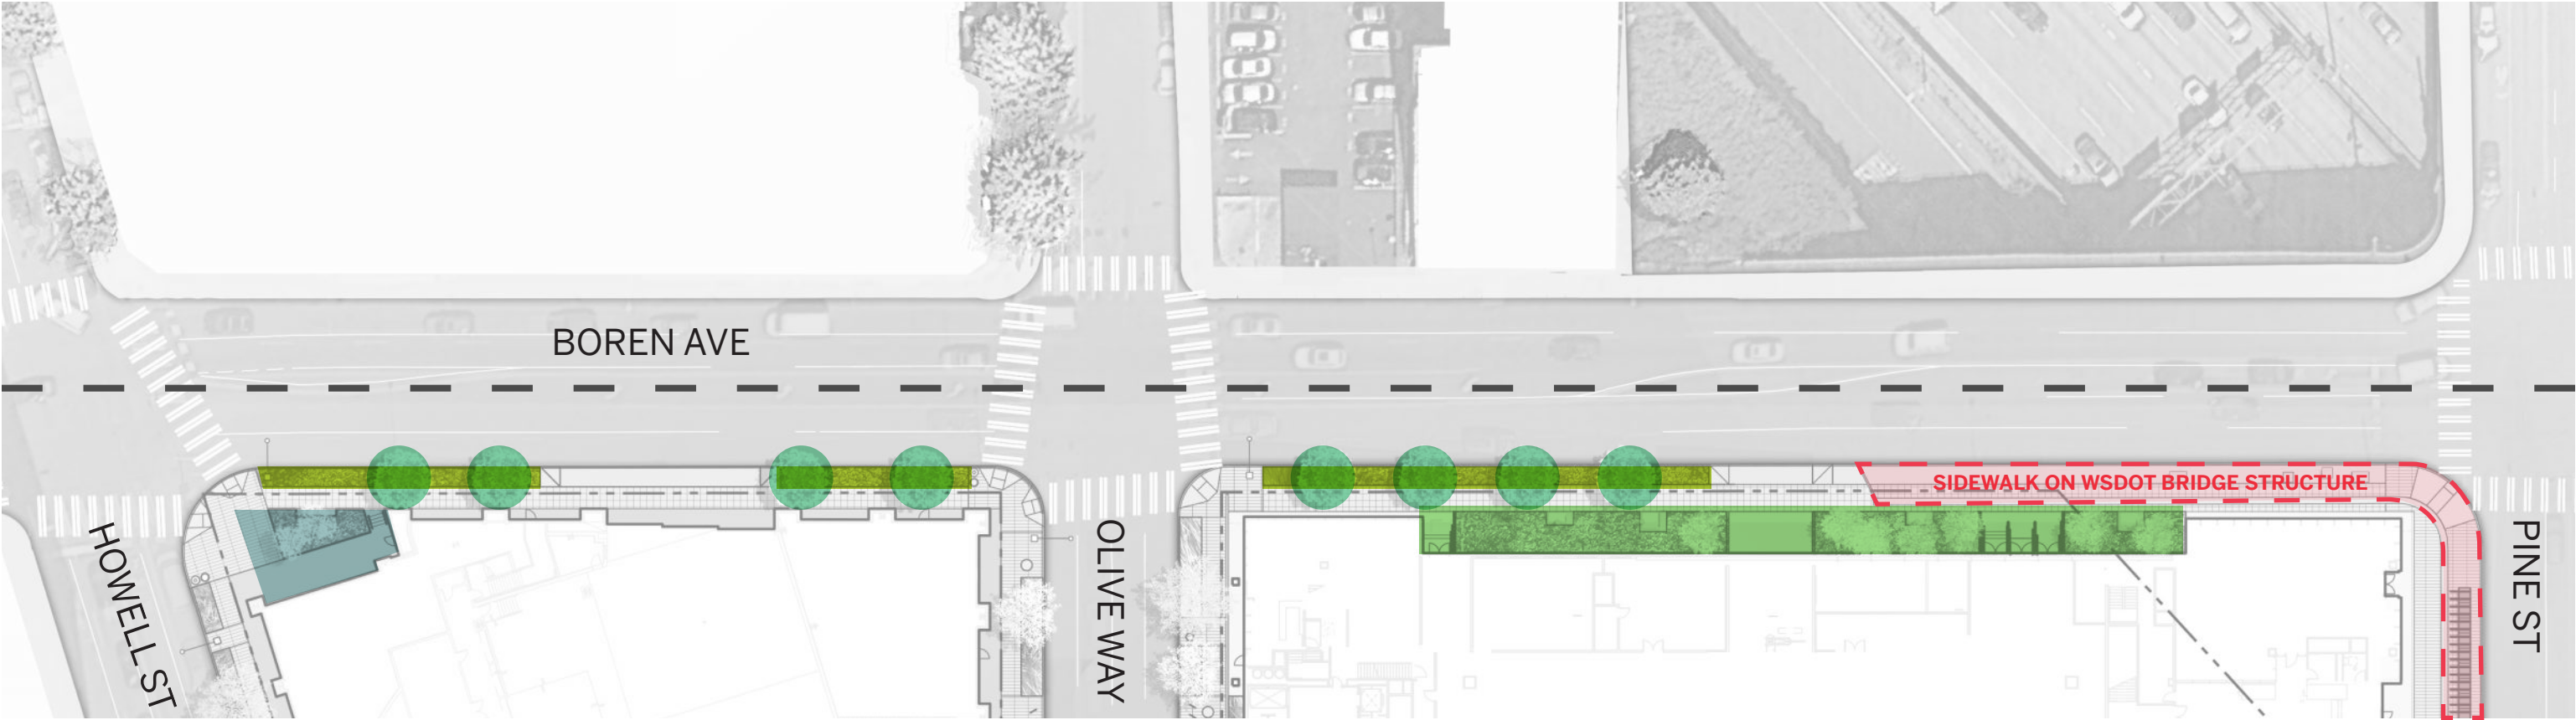 BOREN AVE
SIDEWALK ON WSDOT BRIDGE STRUCTURE
HOWELL ST
OLIVE WAY
PINE ST